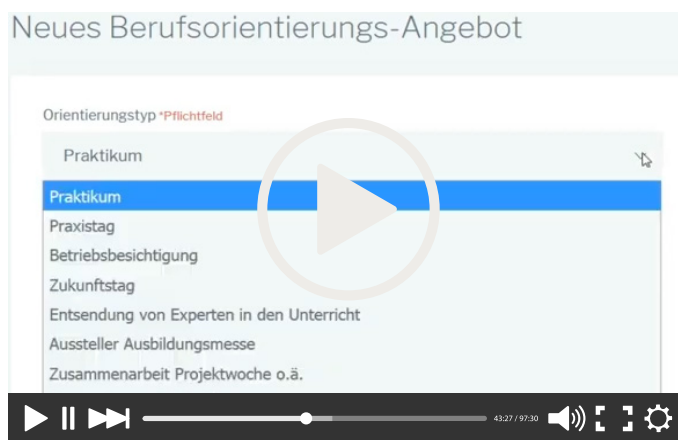 Neues Berufsorientierungs-Angebot
Orientierungstyp *Pflichtfeld
Praktikum
Praktikum
Praxistag
Betriebsbesichtigung
Zukunftstag
Entsendung von Experten in den Unterricht
Aussteller Ausbildungsmesse
Zusammenarbeit Projektwoche o.ä.
43:27 / 97:30